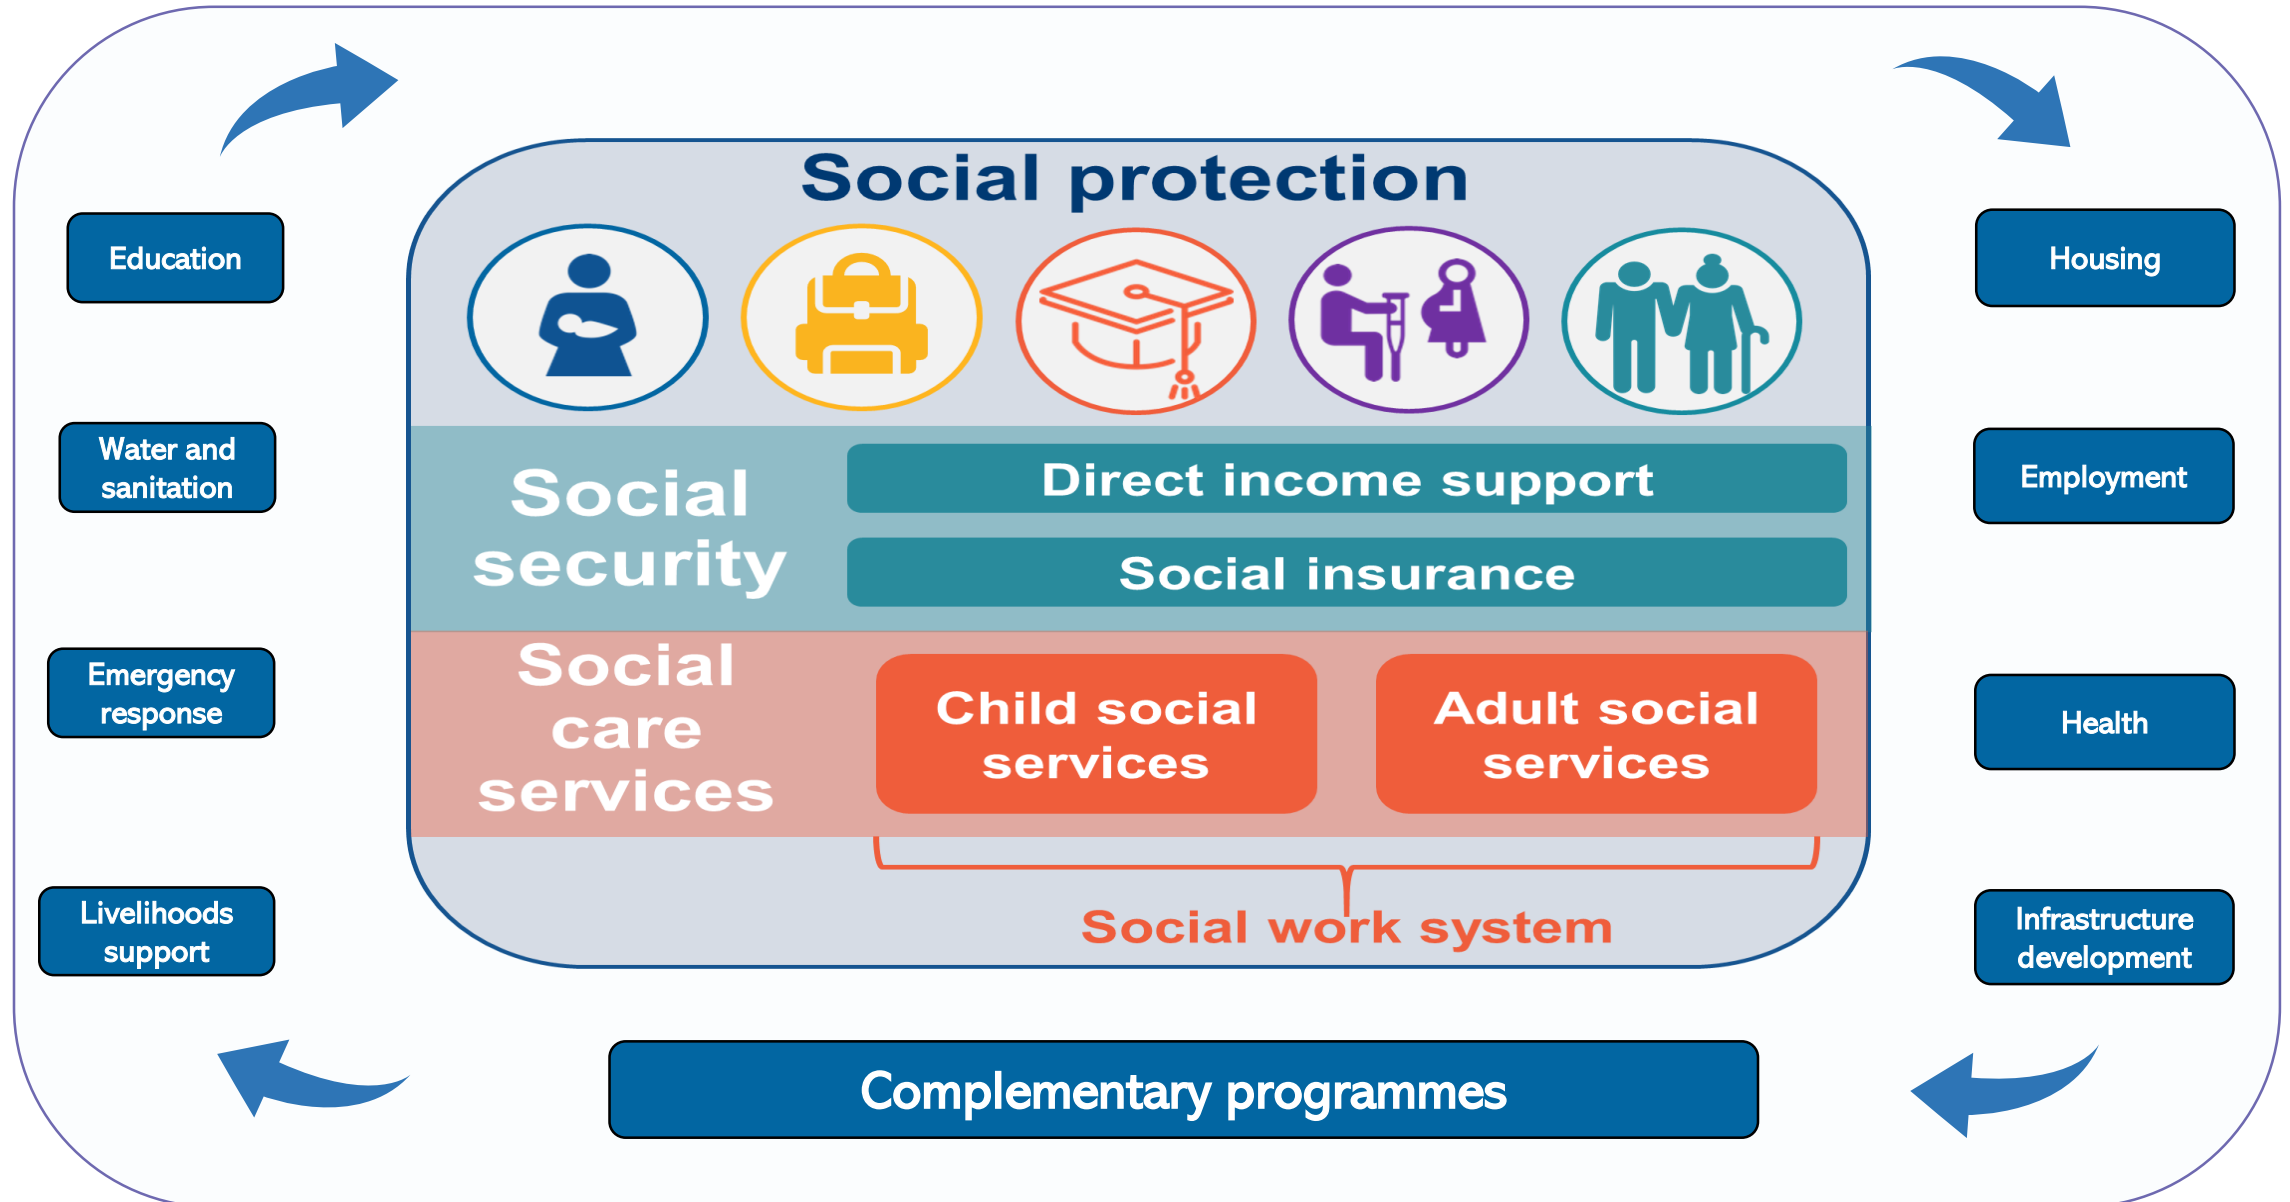 Social protection
Education
Water and
sanitation
Emergency
response
Livelihoods
support
Social
security
Direct income support
Social insurance
Social
care
services
Child social
services
Adult social
services
Social work system
Housing
Employment
Health
Infrastructure
development
Complementary programmes